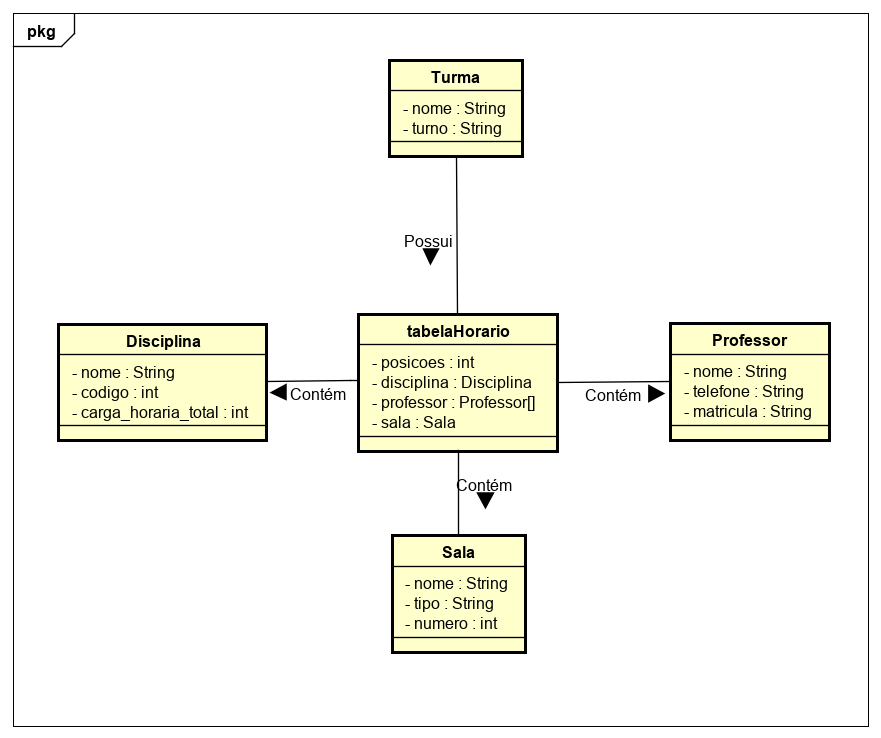 pkg
Turma
- nome : String
- turno : String
Possui
Disciplina
- nome : String
- codigo : int
- carga_horaria_total : int
Contém
tabelaHorario
- posicoes : int
- disciplina : Disciplina
- professor : Professor[]
- sala : Sala
Contém
Professor
- nome : String
- telefone : String
- matricula : String
Contém
Sala
- nome : String
- tipo : String
- numero : int